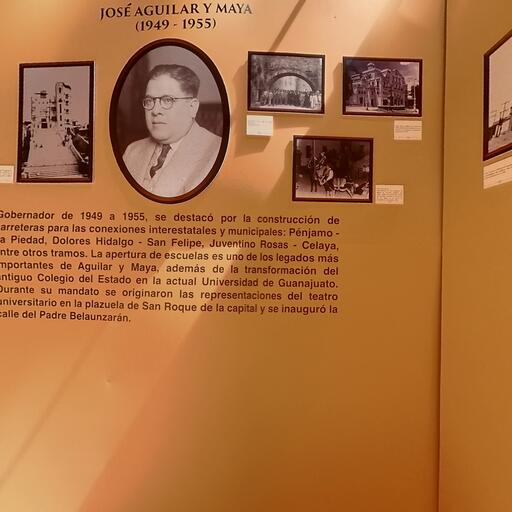 JOSÉ AGUILAR Y MAYA
(1949 - 1955)
Gobernador de 1949 a 1955, se destacó por la construcción de
carreteras para las conexiones interestatales y municipales: Pénjamo -
La Piedad, Dolores Hidalgo - San Felipe, Juventino Rosas - Celaya,
entre otros tramos. La apertura de escuelas es uno de los legados más
importantes de Aguilar y Maya, además de la transformación del
antiguo Colegio del Estado en la actual Universidad de Guanajuato.
Durante su mandato se originaron las representaciones del teatro
universitario en la plazuela de San Roque de la capital y se inauguró la
calle del Padre Belaunzarán.